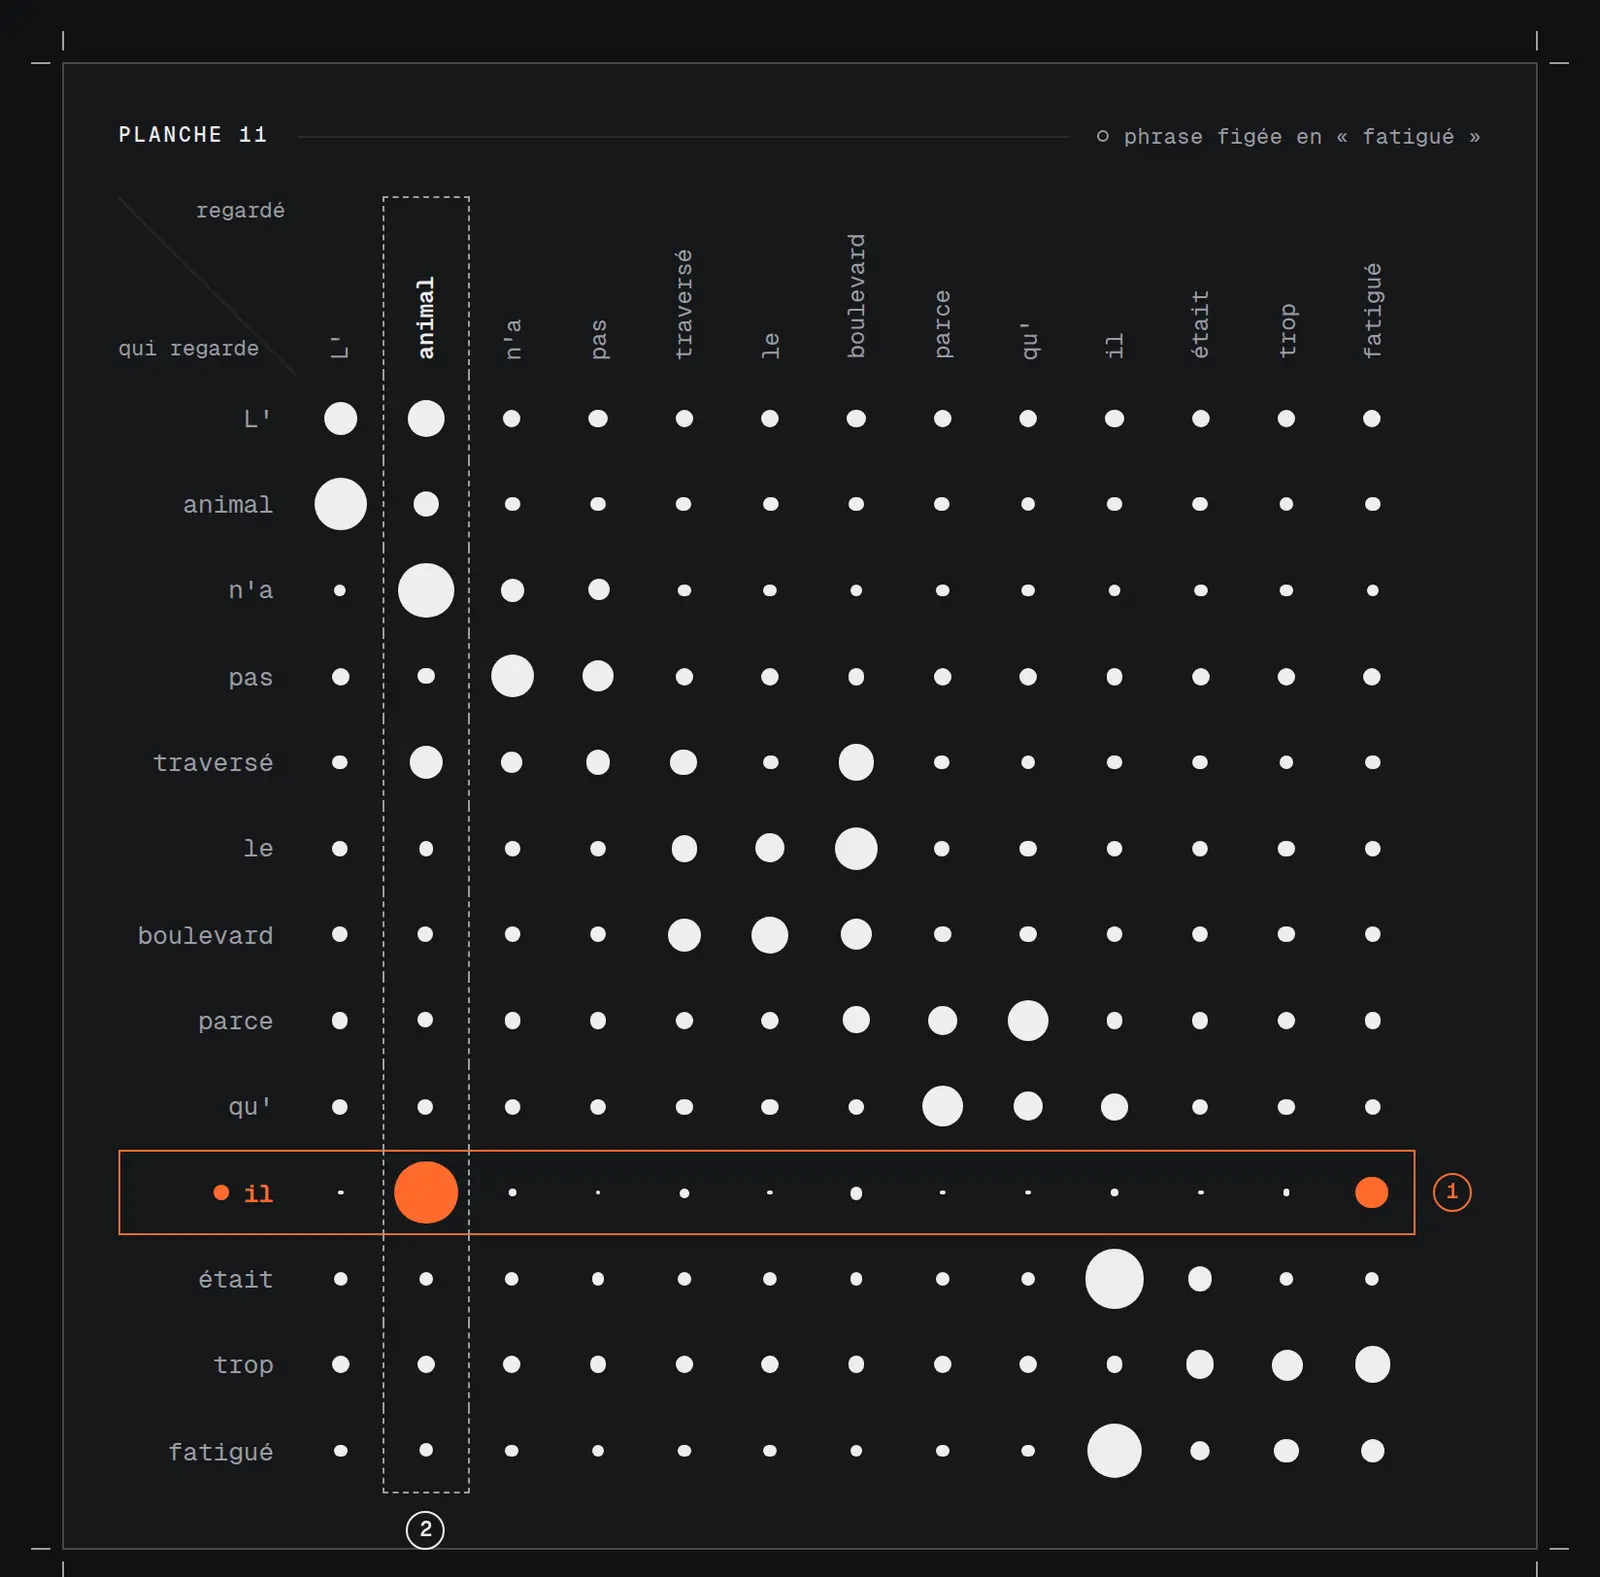 PLANCHE 11
phrase figée en « fatigué »
regardé
qui regarde
L' animal n'a pas traversé le boulevard parce qu' il était trop fatigué
L'
animal
n'a
pas
traversé
le
boulevard
parce
qu'
il
1
était
trop
fatigué
2